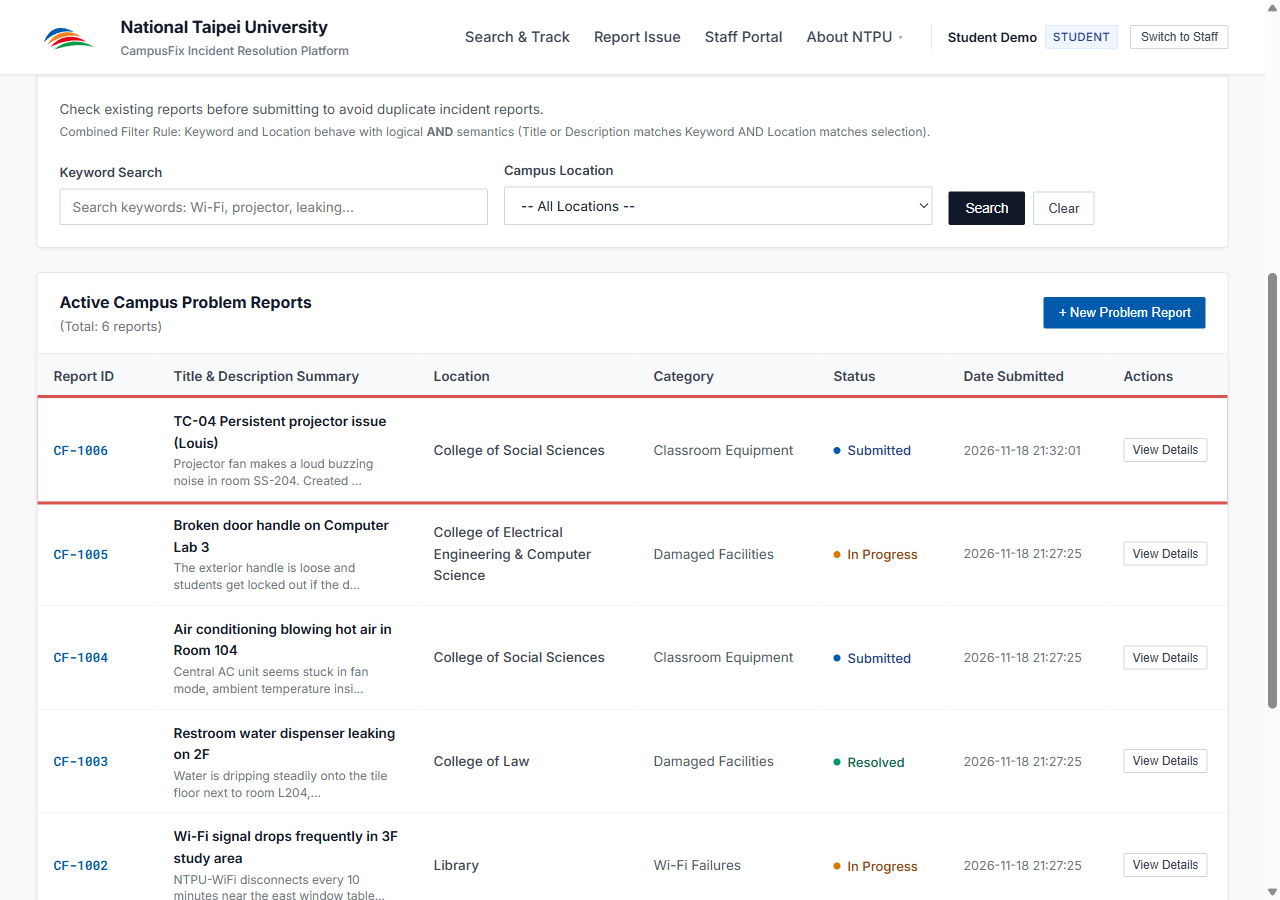 National Taipei University
CampusFix Incident Resolution Platform
Search & Track
Report Issue
Staff Portal
About NTPU
Student Demo
STUDENT
Switch to Staff
Check existing reports before submitting to avoid duplicate incident reports.
Combined Filter Rule: Keyword and Location behave with logical AND semantics (Title or Description matches Keyword AND Location matches selection).
Keyword Search
Campus Location
Search keywords: Wi-Fi, projector, leaking...
-- All Locations --
Search
Clear
Active Campus Problem Reports
(Total: 6 reports)
+ New Problem Report
Report ID
Title & Description Summary
Location
Category
Status
Date Submitted
Actions
CF-1006
TC-04 Persistent projector issue
(Louis)
Projector fan makes a loud buzzing
noise in room SS-204. Created ...
College of Social Sciences
Classroom Equipment
Submitted
2026-11-18 21:32:01
View Details
CF-1005
Broken door handle on Computer
Lab 3
The exterior handle is loose and
students get locked out if the d...
College of Electrical
Engineering & Computer
Science
Damaged Facilities
In Progress
2026-11-18 21:27:25
View Details
CF-1004
Air conditioning blowing hot air in
Room 104
Central AC unit seems stuck in fan
mode, ambient temperature insi...
College of Social Sciences
Classroom Equipment
Submitted
2026-11-18 21:27:25
View Details
CF-1003
Restroom water dispenser leaking
on 2F
Water is dripping steadily onto the tile
floor next to room L204,...
College of Law
Damaged Facilities
Resolved
2026-11-18 21:27:25
View Details
CF-1002
Wi-Fi signal drops frequently in 3F
study area
NTPU-WiFi disconnects every 10
minutes near the east window table...
Library
Wi-Fi Failures
In Progress
2026-11-18 21:27:25
View Details